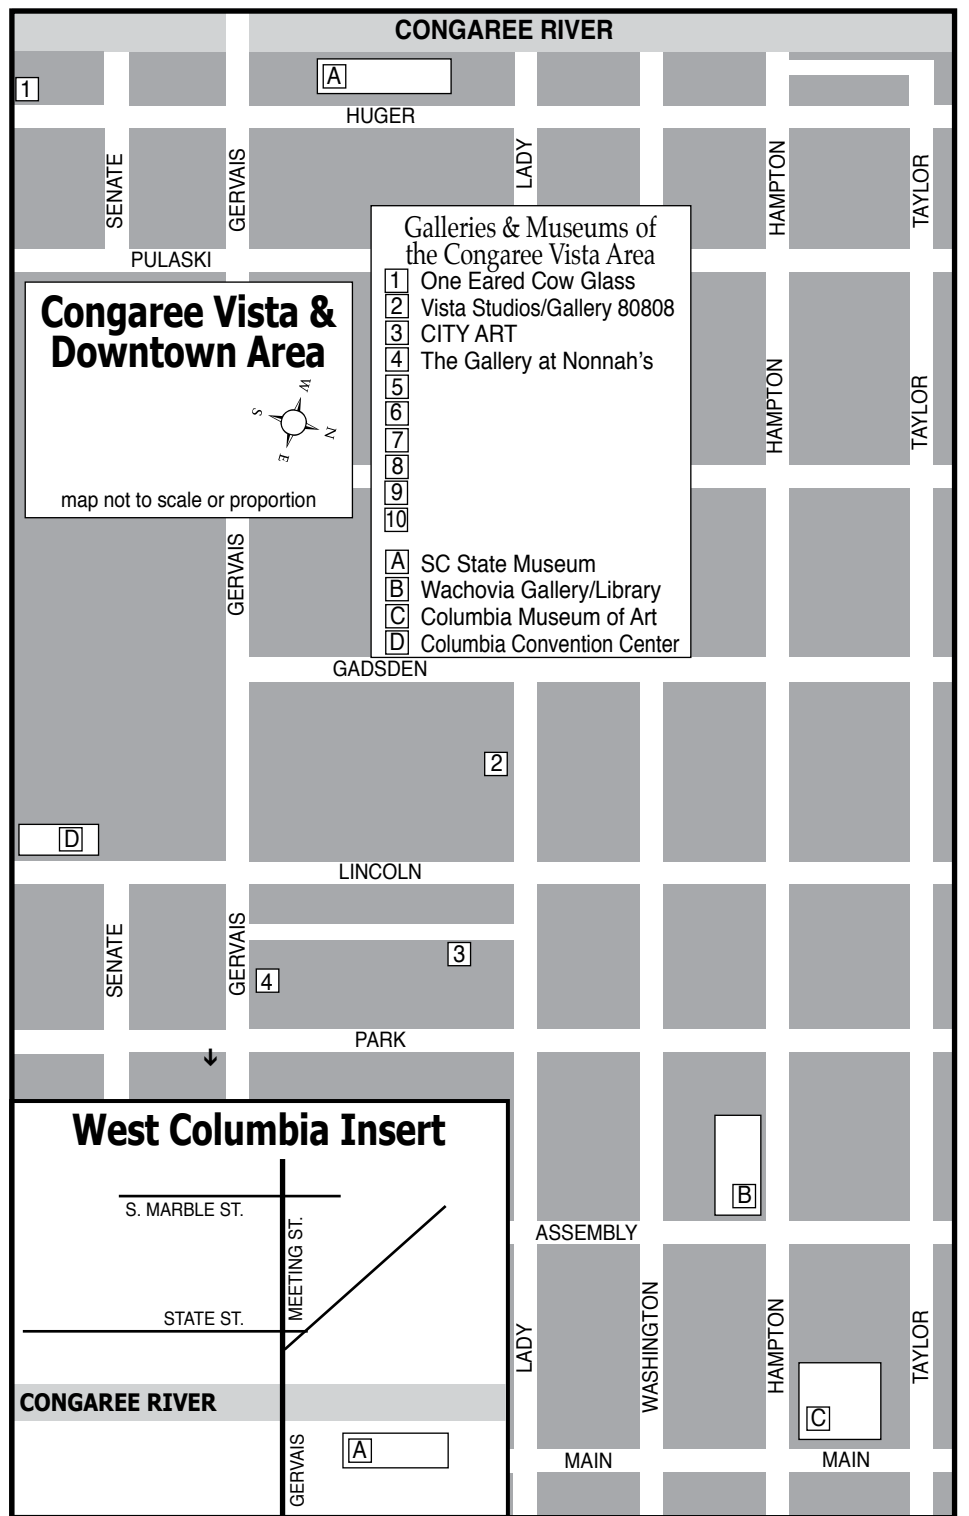 CONGAREE RIVER
1
A
HUGER
SENATE
GERVAIS
LADY
HAMPTON
TAYLOR
PULASKI
Galleries & Museums of
the Congaree Vista Area
1 One Eared Cow Glass
2 Vista Studios/Gallery 80808
3 CITY ART
4 The Gallery at Nonnah's
5
6
7
8
9
10
A SC State Museum
B Wachovia Gallery/Library
C Columbia Museum of Art
D Columbia Convention Center
Congaree Vista &
Downtown Area
W
S
N
E
map not to scale or proportion
HAMPTON
TAYLOR
GERVAIS
GADSDEN
2
D
LINCOLN
SENATE
GERVAIS
3
4
PARK
West Columbia Insert
S. MARBLE ST.
MEETING ST.
STATE ST.
CONGAREE RIVER
GERVAIS
A
B
ASSEMBLY
LADY
WASHINGTON
HAMPTON
TAYLOR
C
MAIN
MAIN